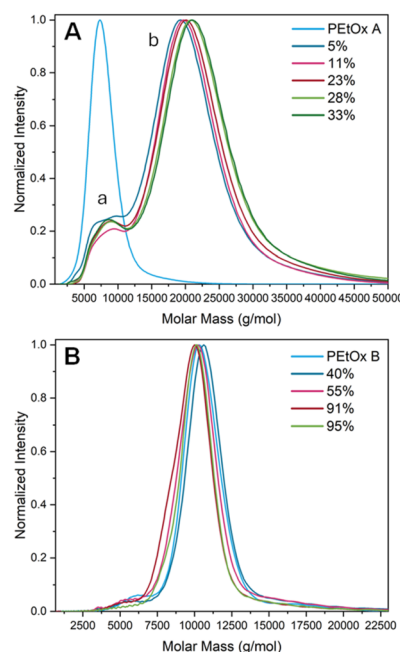 A
b
a
PEtOx A
5%
11%
23%
28%
33%
Normalized Intensity
1.0
0.8
0.6
0.4
0.2
0.0
5000 10000 15000 20000 25000 30000 35000 40000 45000 50000
Molar Mass (g/mol)
B
PEtOx B
40%
55%
91%
95%
Normalized Intensity
1.0
0.8
0.6
0.4
0.2
0.0
2500 5000 7500 10000 12500 15000 17500 20000 22500
Molar Mass (g/mol)